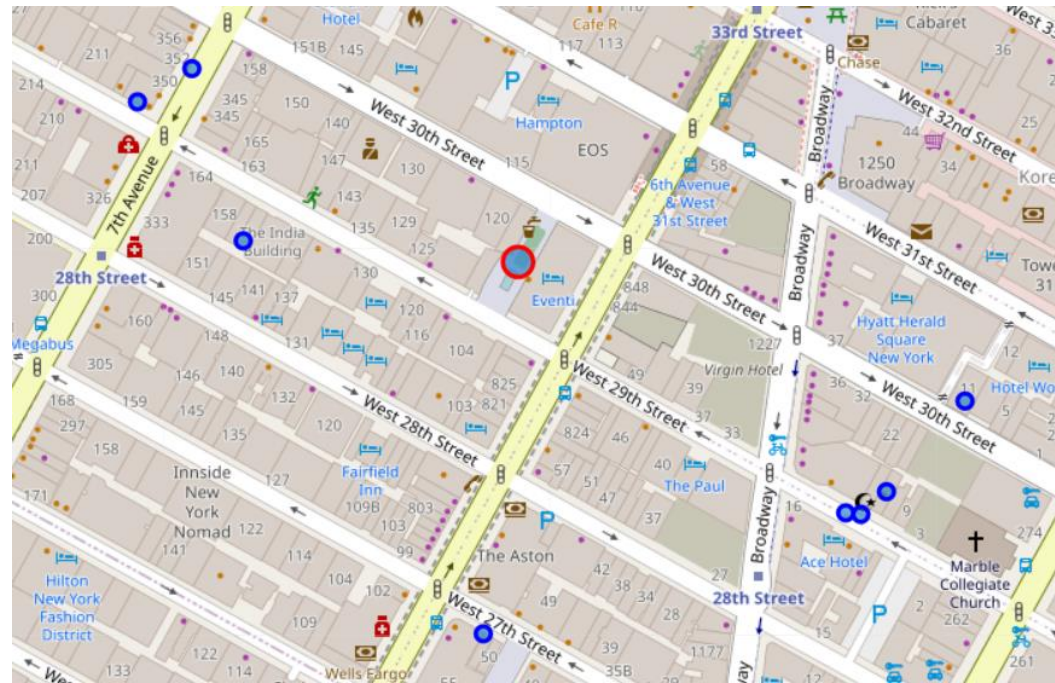 Hotel
Cafe R
33rd Street
Cabaret
Chase
West 32nd Street
211
356
352
350
151B
145
117
113
36
25
214
210
158
345
345
150
140
West 30th Street
Hampton
EOS
58
44
34
1250
Broadway
Broadway
Kore
211
207
7th Avenue
165
163
164
147
130
115
6th Avenue
& West
31st Street
West 31st Street
200
333
158
The India
Building
135
129
125
120
Eventi
West 30th Street
848
844
Broadway
Tow
31
28th Street
151
300
Megabus
160
141
137
131
130
120
116
104
1227
Virgin Hotel
37
Hyatt Herald
Square
New York
12
Hotel Wo
11
5
2
1
305
148
146
140
132
825
821
103
West 29th Street
39
37
33
36
32
22
West 30th Street
168
297
159
145
158
135
120
West 28th Street
824
46
40
The Paul
57
51
47
16
9
3
Innside
New
York
Nomad
127
Fairfield
Inn
109B
803
99
37
Ace Hotel
274
Marble
Collegiate
Church
171
122
114
141
104
102
The Aston
42
38
34
27
28th Street
Broadway
2
262
Hilton
New York
Fashion
District
109
West 27th Street
49
39
15
133
122
114
Wells Fargo
50
35B
1177
261